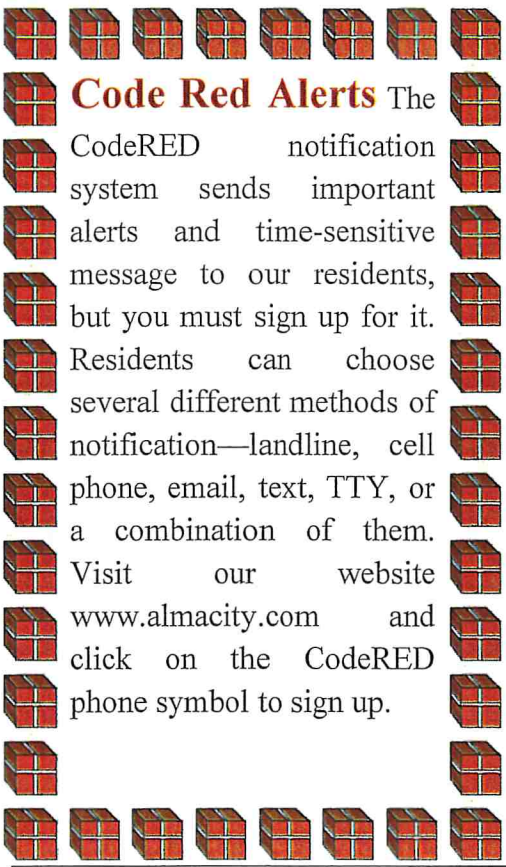 Code Red Alerts The
CodeRED notification
system sends important
alerts and time-sensitive
message to our residents,
but you must sign up for it.
Residents can choose
several different methods of
notification—landline, cell
phone, email, text, TTY, or
a combination of them.
Visit our website
www.almacity.com and
click on the CodeRED
phone symbol to sign up.